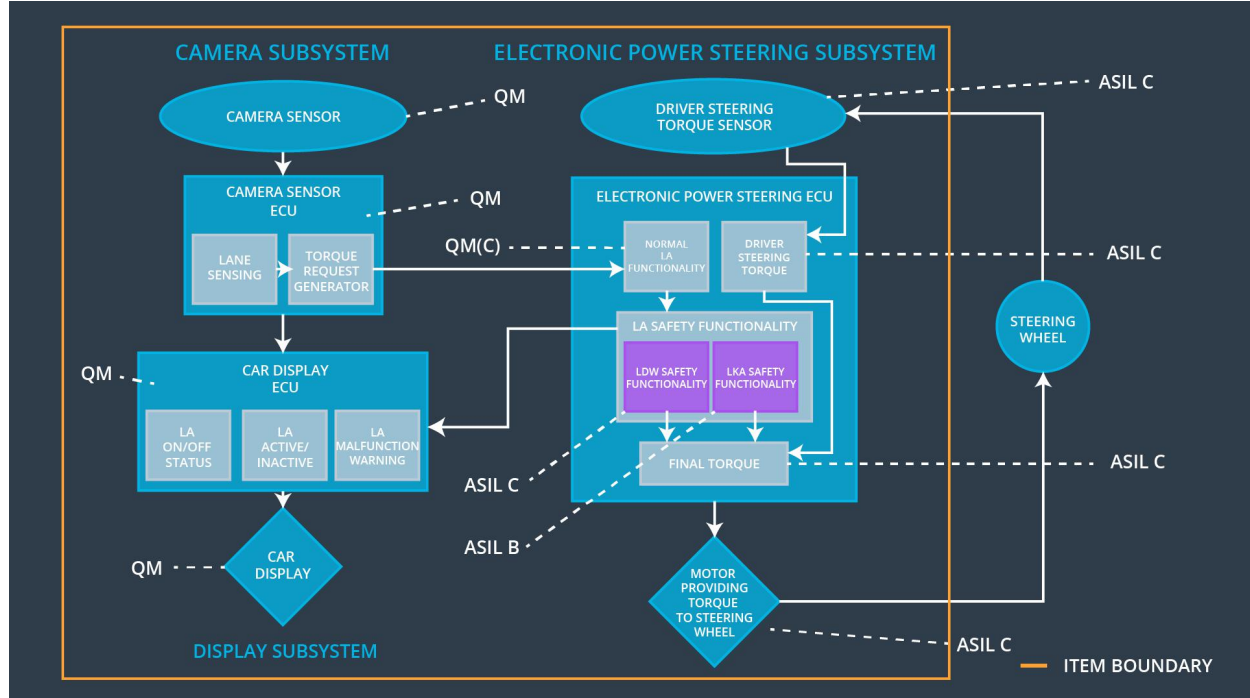 CAMERA SUBSYSTEM
ELECTRONIC POWER STEERING SUBSYSTEM
CAMERA SENSOR
QM
DRIVER STEERING
TORQUE SENSOR
ASIL C
CAMERA SENSOR
ECU
QM
LANE
SENSING
TORQUE
REQUEST
GENERATOR
ELECTRONIC POWER STEERING ECU
QM(C)
NORMAL
LA
FUNCTIONALITY
DRIVER
STEERING
TORQUE
ASIL C
STEERING
WHEEL
LA SAFETY FUNCTIONALITY
LDW SAFETY
FUNCTIONALITY
LKA SAFETY
FUNCTIONALITY
QM
CAR DISPLAY
ECU
LA
ON/OFF
STATUS
LA
ACTIVE/
INACTIVE
LA
MALFUNCTION
WARNING
FINAL TORQUE
ASIL C
ASIL C
ASIL B
QM
CAR
DISPLAY
MOTOR
PROVIDING
TORQUE
TO STEERING
WHEEL
ASIL C
DISPLAY SUBSYSTEM
ITEM BOUNDARY